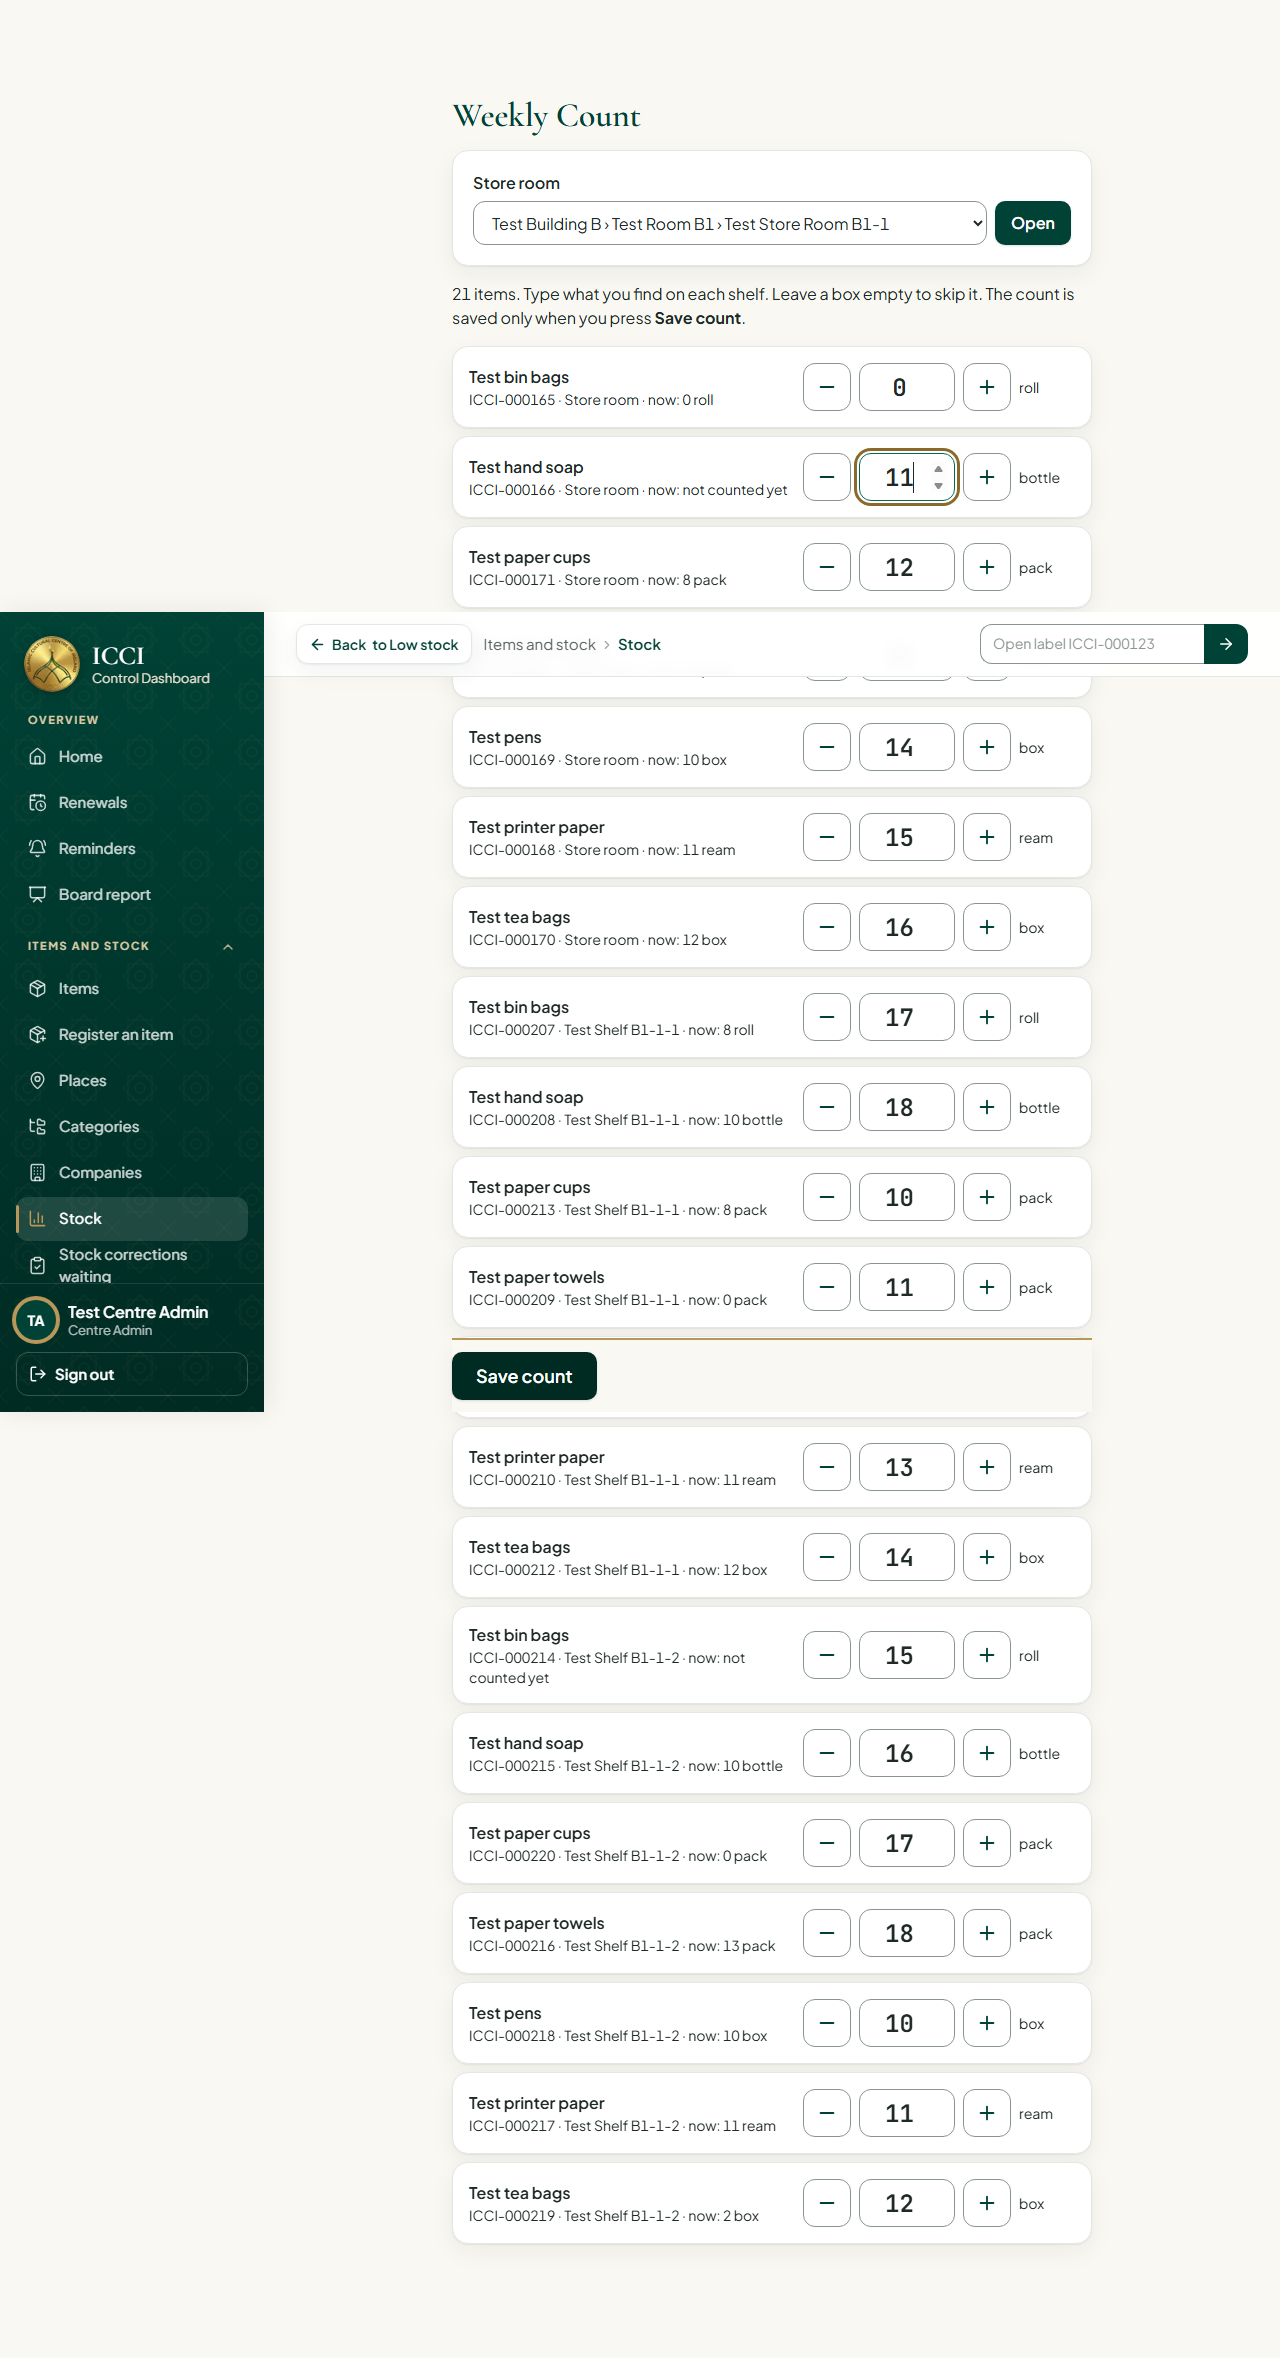 Weekly Count
Store room
Test Building B › Test Room B1 › Test Store Room B1-1
Open
21 items. Type what you find on each shelf. Leave a box empty to skip it. The count is
saved only when you press Save count.
Test bin bags
ICCI-000165 · Store room · now: 0 roll
0
roll
Test hand soap
ICCI-000166 · Store room · now: not counted yet
11
bottle
Test paper cups
ICCI-000171 · Store room · now: 8 pack
12
pack
ICCI
Control Dashboard
Back to Low stock
Items and stock
Stock
Open label ICCI-000123
OVERVIEW
Home
Renewals
Reminders
Board report
ITEMS AND STOCK
Items
Register an item
Places
Categories
Companies
Stock
Stock corrections
waiting
TA
Test Centre Admin
Centre Admin
Sign out
Test pens
ICCI-000169 · Store room · now: 10 box
14
box
Test printer paper
ICCI-000168 · Store room · now: 11 ream
15
ream
Test tea bags
ICCI-000170 · Store room · now: 12 box
16
box
Test bin bags
ICCI-000207 · Test Shelf B1-1-1 · now: 8 roll
17
roll
Test hand soap
ICCI-000208 · Test Shelf B1-1-1 · now: 10 bottle
18
bottle
Test paper cups
ICCI-000213 · Test Shelf B1-1-1 · now: 8 pack
10
pack
Test paper towels
ICCI-000209 · Test Shelf B1-1-1 · now: 0 pack
11
pack
Save count
Test printer paper
ICCI-000210 · Test Shelf B1-1-1 · now: 11 ream
13
ream
Test tea bags
ICCI-000212 · Test Shelf B1-1-1 · now: 12 box
14
box
Test bin bags
ICCI-000214 · Test Shelf B1-1-2 · now: not
counted yet
15
roll
Test hand soap
ICCI-000215 · Test Shelf B1-1-2 · now: 10 bottle
16
bottle
Test paper cups
ICCI-000220 · Test Shelf B1-1-2 · now: 0 pack
17
pack
Test paper towels
ICCI-000216 · Test Shelf B1-1-2 · now: 13 pack
18
pack
Test pens
ICCI-000218 · Test Shelf B1-1-2 · now: 10 box
10
box
Test printer paper
ICCI-000217 · Test Shelf B1-1-2 · now: 11 ream
11
ream
Test tea bags
ICCI-000219 · Test Shelf B1-1-2 · now: 2 box
12
box